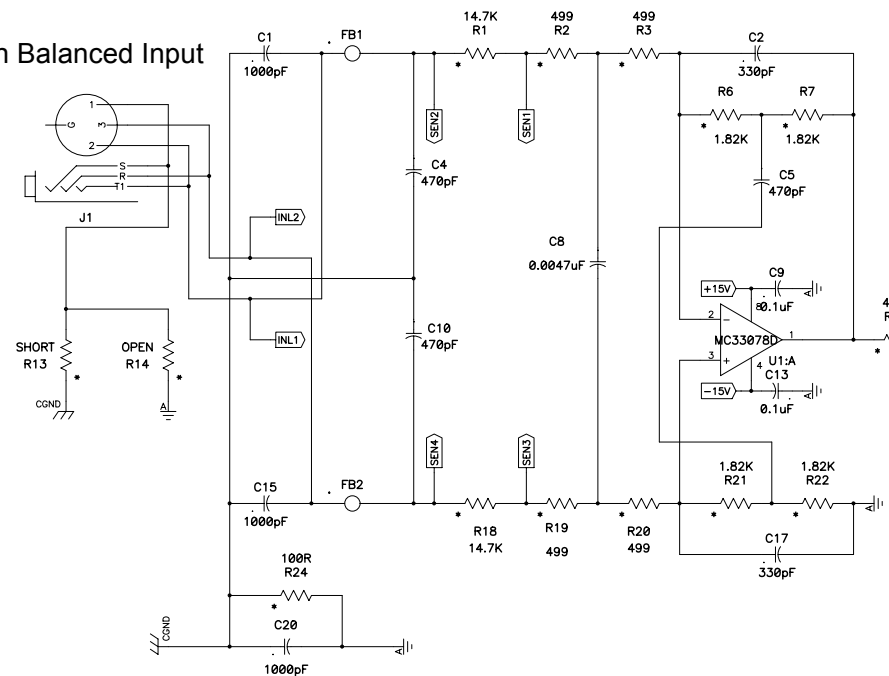 n Balanced Input
C1
1000pF
FB1
14.7K
R1
499
R2
499
R3
C2
330pF
R6
1.82K
R7
1.82K
1
G
3
2
S
R
T1
J1
SEN2
SEN1
C4
470pF
C5
470pF
INL2
C8
0.0047uF
INL1
C10
470pF
+15V
C9
0.1uF
A
8
2
-
MC33078D
1
3
+
U1:A
4
C13
-15V
0.1uF
A
4
R
SHORT
R13
OPEN
R14
CGND
A
SEN4
SEN3
C15
1000pF
FB2
R18
14.7K
R19
499
R20
499
1.82K
R21
1.82K
R22
A
C17
330pF
100R
R24
CGND
C20
1000pF
A